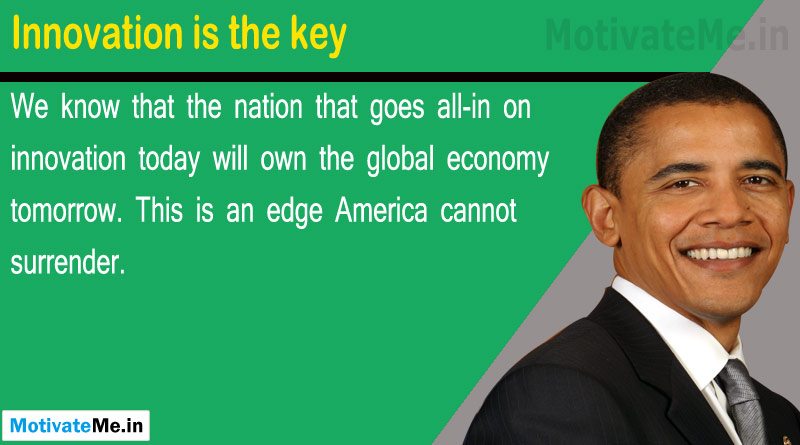 Innovation is the key
MotivateMe.in
We know that the nation that goes all-in on
innovation today will own the global economy
tomorrow. This is an edge America cannot
surrender.
MotivateMe.in